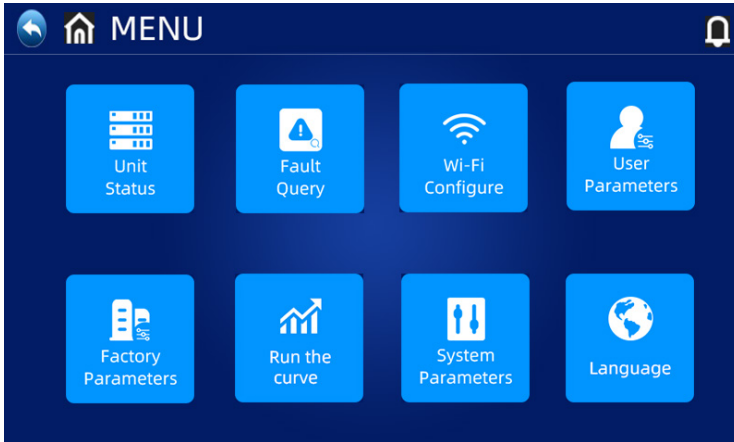 MENU
Unit
Status
Fault
Query
Wi-Fi
Configure
User
Parameters
Factory
Parameters
Run the
curve
System
Parameters
Language